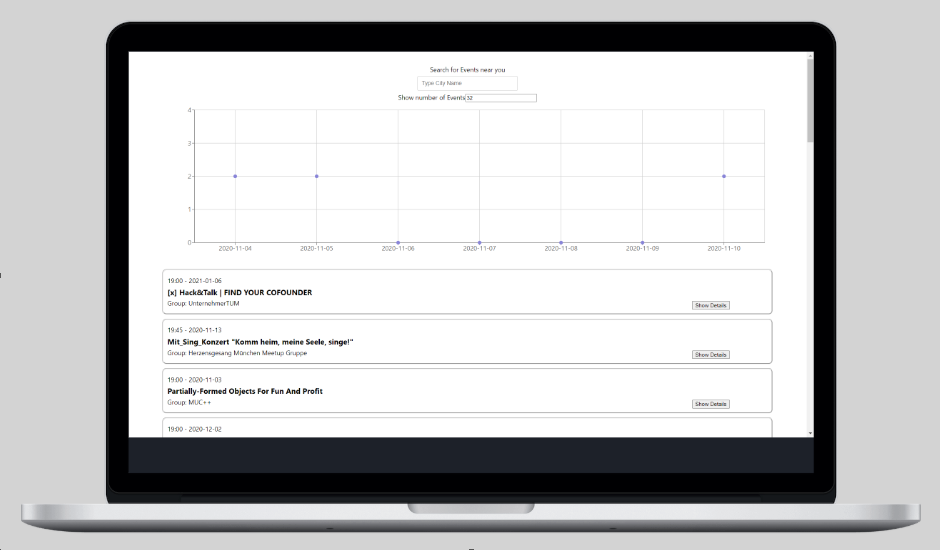 Search for Events near you
Type City Name
Show number of Events 32
4
3
2
1
0
2020-11-04 2020-11-05 2020-11-06 2020-11-07 2020-11-08 2020-11-09 2020-11-10
19:00 - 2021-01-06
[x] Hack&Talk | FIND YOUR COFOUNDER
Group: UnternehmerTUM
Show Details
19:45 - 2020-11-13
Mit_Sing_Konzert "Komm heim, meine Seele, singe!"
Group: Herzensgesang München Meetup Gruppe
Show Details
19:00 - 2020-11-03
Partially-Formed Objects For Fun And Profit
Group: MUC++
Show Details
19:00 - 2020-12-02